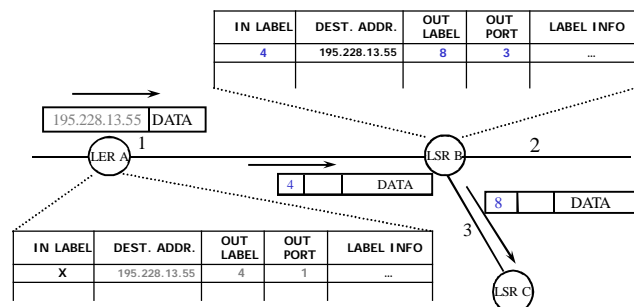 IN LABEL DEST. ADDR. OUT LABEL OUT PORT LABEL INFO
4 195.228.13.55 8 3 ...
195.228.13.55 DATA
LER A
1
LSR B
2
4 DATA
8 DATA
3
LSR C
IN LABEL DEST. ADDR. OUT LABEL OUT PORT LABEL INFO
X 195.228.13.55 4 1 ...